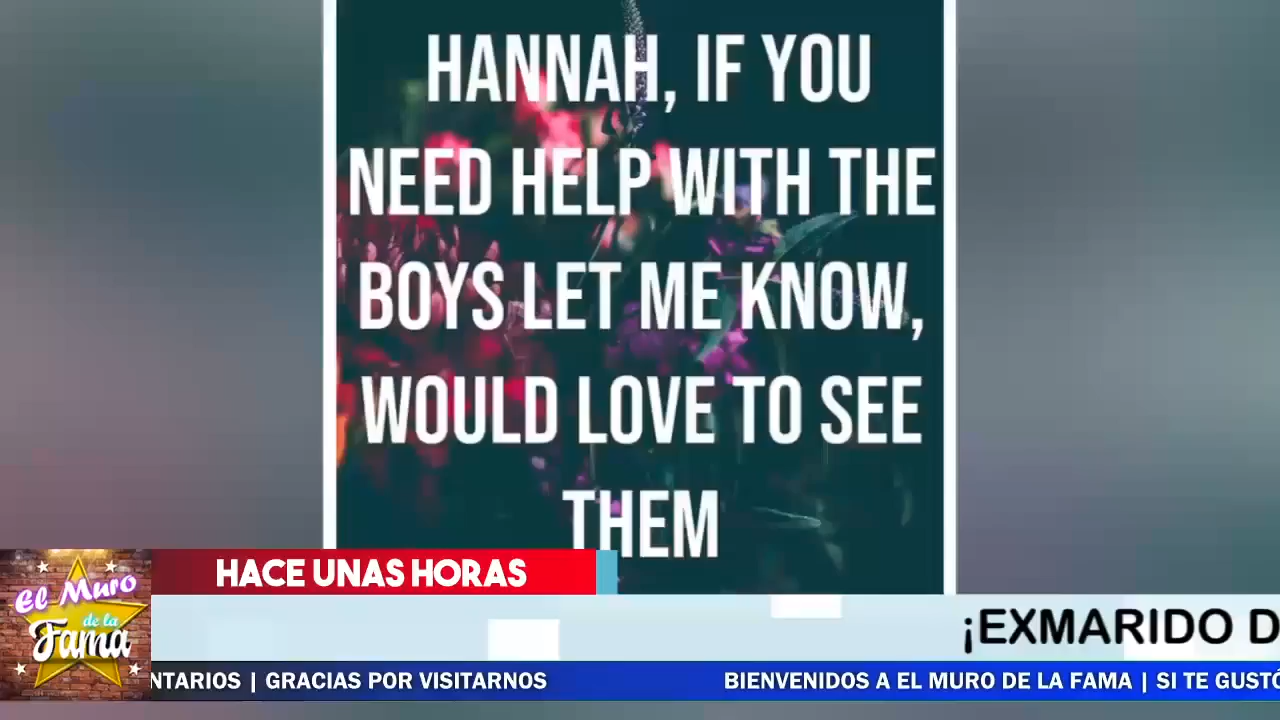 HANNAH, IF YOU
NEED HELP WITH THE
BOYS LET ME KNOW,
WOULD LOVE TO SEE
THEM
HACE UNAS HORAS
El Muro
de la
Fama
¡EXMARIDO D
NTARIOS | GRACIAS POR VISITARNOS
BIENVENIDOS A EL MURO DE LA FAMA | SI TE GUSTÓ